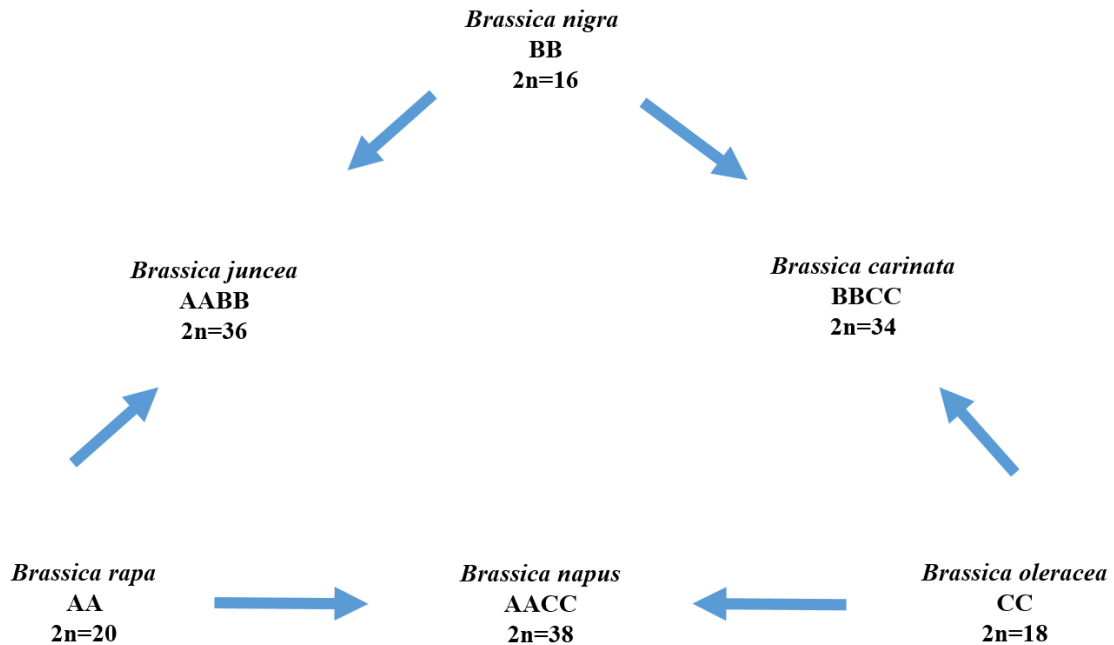 Brassica nigra
BB
2n=16
Brassica juncea
AABB
2n=36
Brassica carinata
BBCC
2n=34
Brassica rapa
AA
2n=20
Brassica napus
AACC
2n=38
Brassica oleracea
CC
2n=18